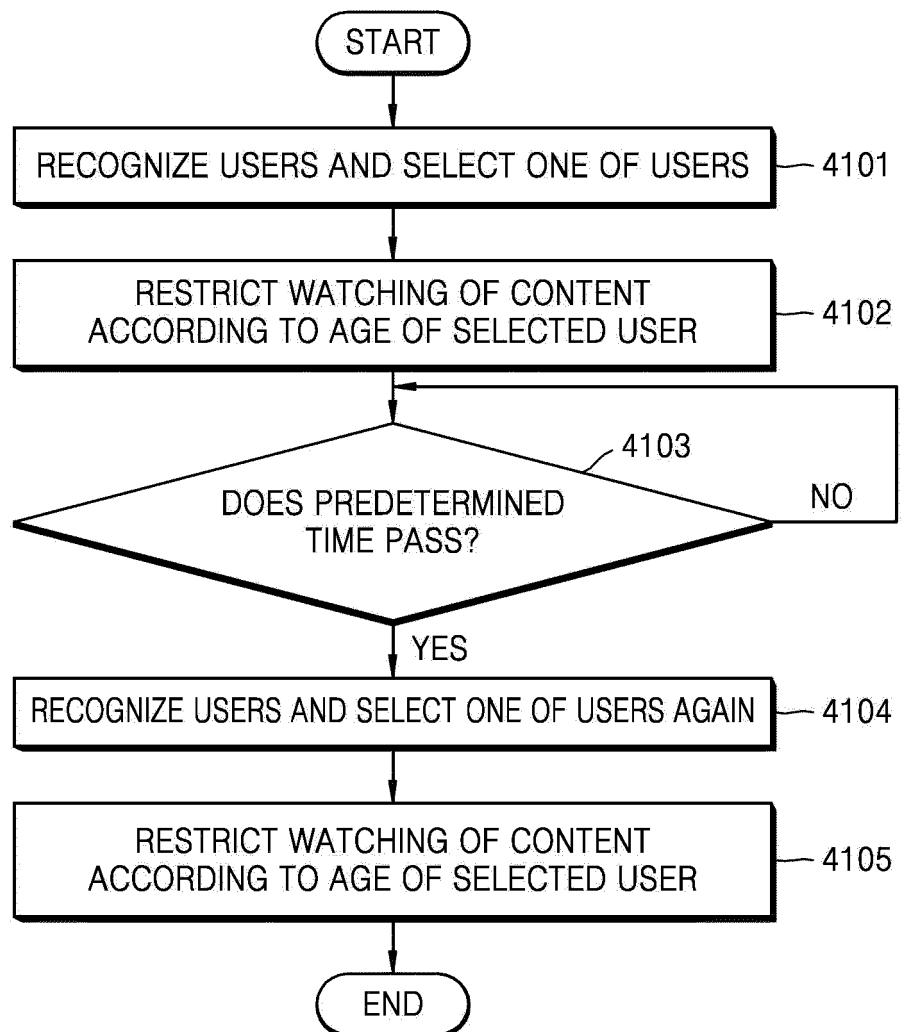 START
RECOGNIZE USERS AND SELECT ONE OF USERS
4101
RESTRICT WATCHING OF CONTENT
ACCORDING TO AGE OF SELECTED USER
4102
4103
DOES PREDETERMINED
TIME PASS?
NO
YES
RECOGNIZE USERS AND SELECT ONE OF USERS AGAIN
4104
RESTRICT WATCHING OF CONTENT
ACCORDING TO AGE OF SELECTED USER
4105
END